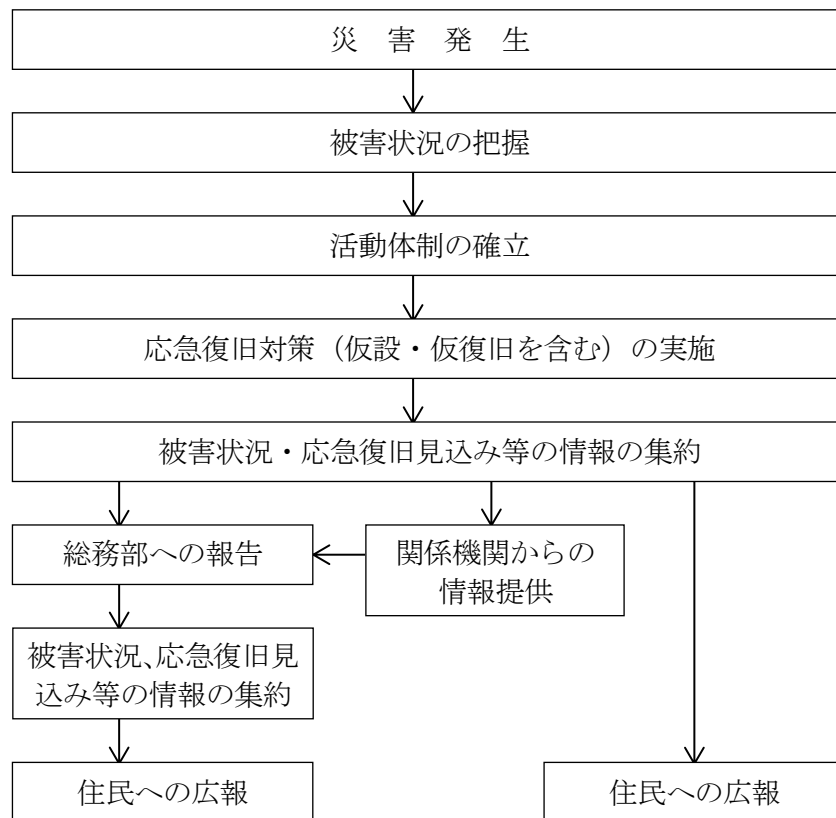 災　害　発　生
被害状況の把握
活動体制の確立
応急復旧対策（仮設・仮復旧を含む）の実施
被害状況・応急復旧見込み等の情報の集約
総務部への報告
関係機関からの
情報提供
被害状況､応急復旧見
込み等の情報の集約
住民への広報
住民への広報